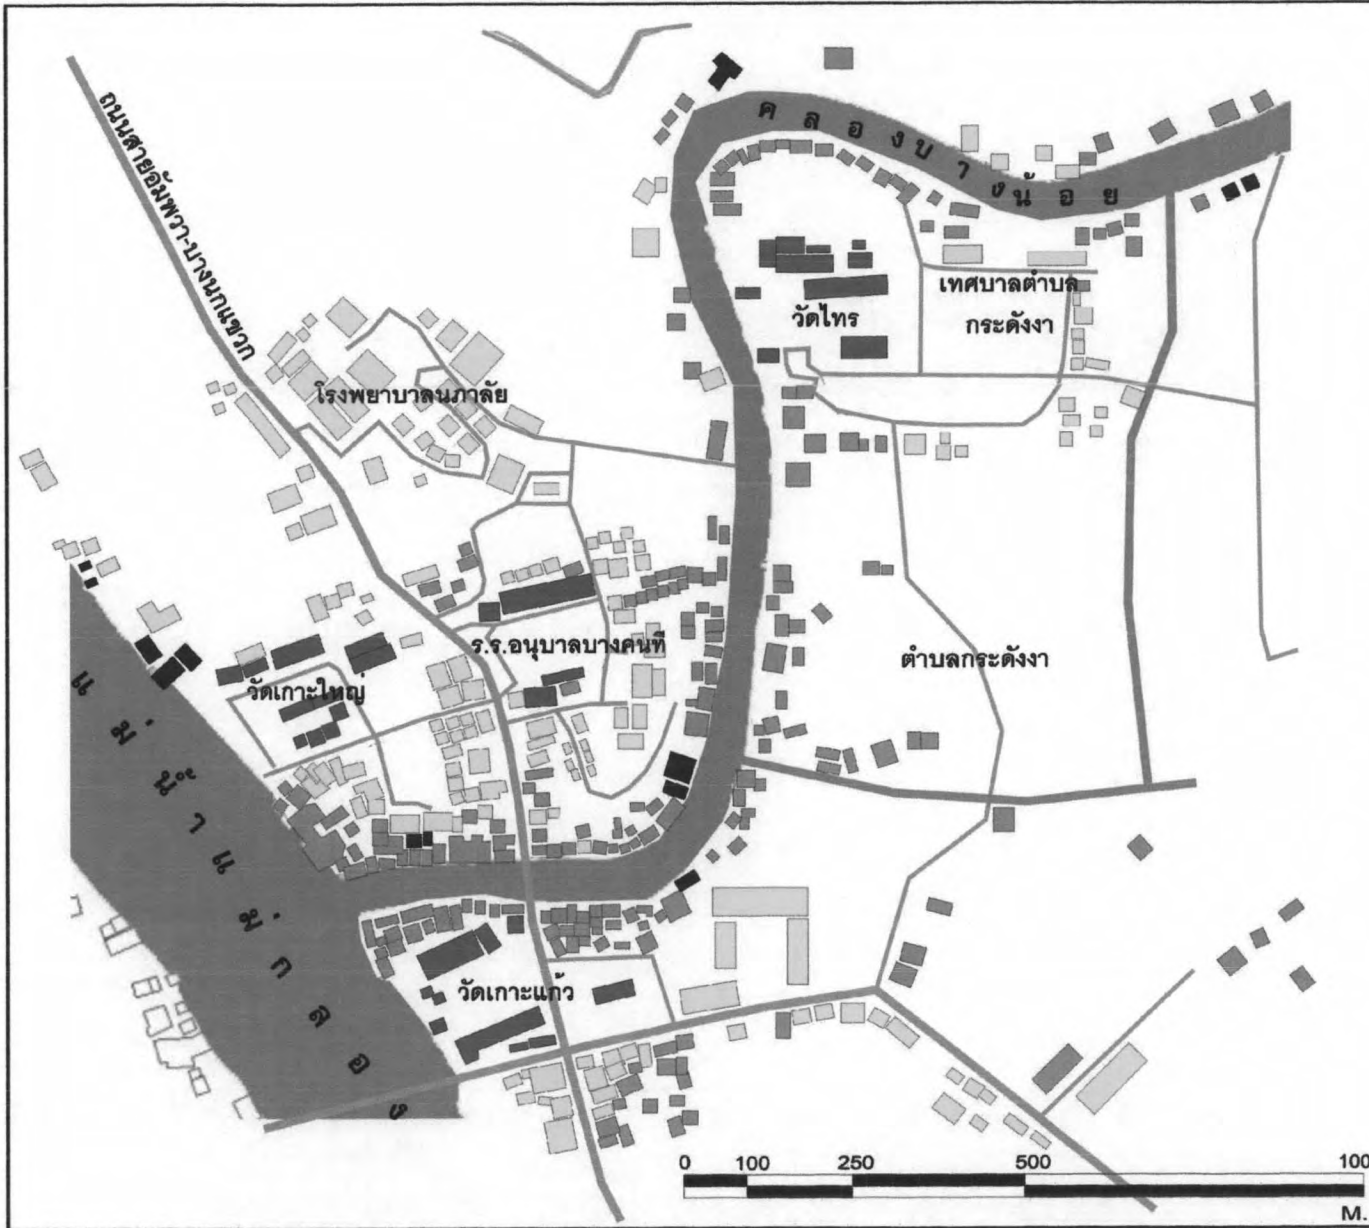 คลองบางน้อย
ถนนสายอัมพวา-บางนกแขวก
เทศบาลตำบล
กระดังงา
วัดไทร
โรงพยาบาลนภาลัย
ร.ร.อนุบาลบางคนที
ตำบลกระดังงา
วัดเกาะใหญ่
แม่น้ำแม่กลอง
วัดเกาะแก้ว
0 100 250 500 100
M.